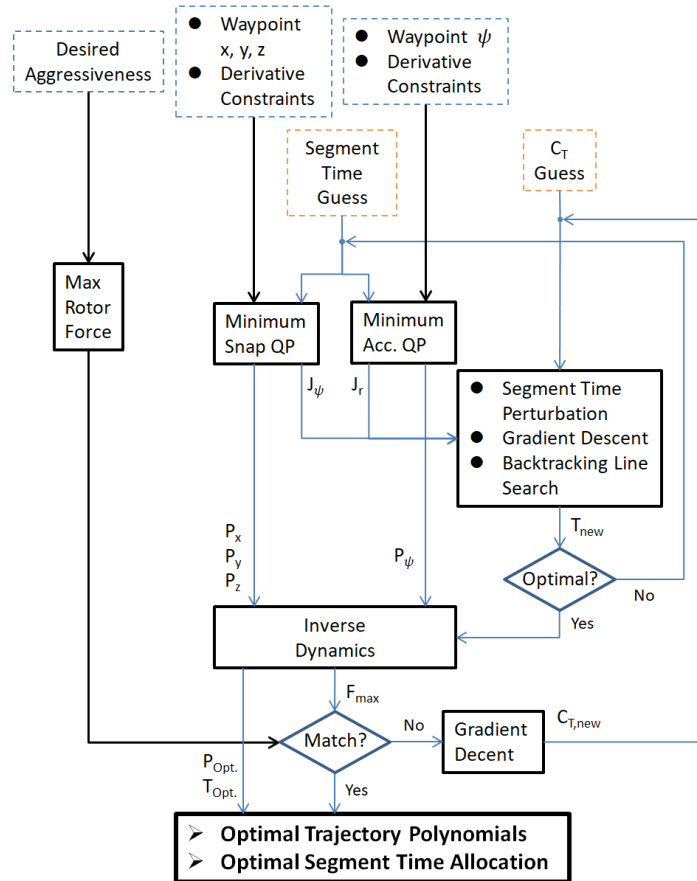 Desired
Aggressiveness
● Waypoint
x, y, z
● Derivative
Constraints
● Waypoint ψ
● Derivative
Constraints
Segment
Time
Guess
C_T
Guess
Max
Rotor
Force
Minimum
Snap QP
Minimum
Acc. QP
J_ψ
J_r
● Segment Time
Perturbation
● Gradient Descent
● Backtracking Line
Search
T_new
P_x
P_y
P_z
P_ψ
Optimal?
No
Yes
Inverse
Dynamics
F_max
Match?
No
Gradient
Decent
C_T,new
P_Opt.
T_Opt.
Yes
➢ Optimal Trajectory Polynomials
➢ Optimal Segment Time Allocation